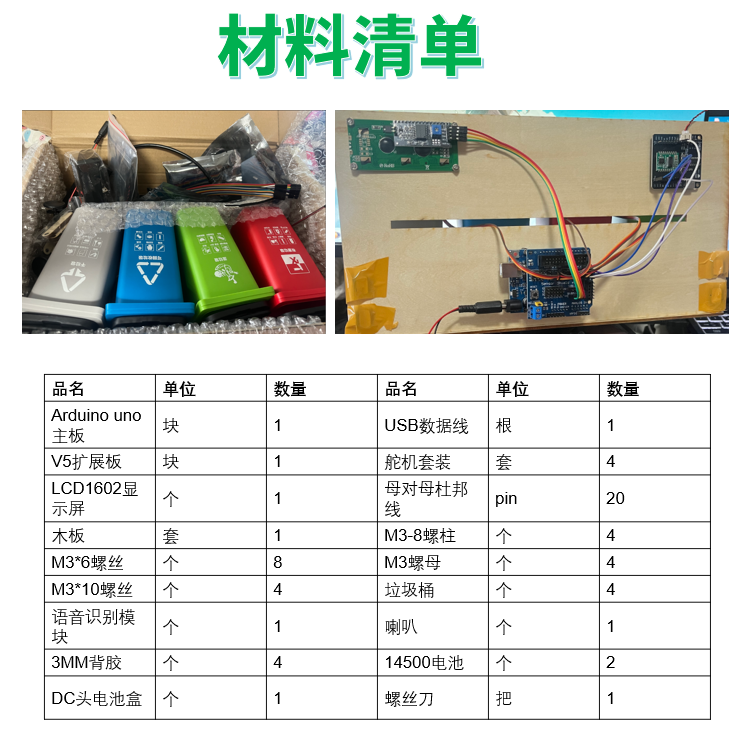 材料清单
品名 单位 数量 品名 单位 数量
Arduino uno
主板 块 1 USB数据线 根 1
V5扩展板 块 1 舵机套装 套 4
LCD1602显
示屏 个 1 母对母杜邦
线 pin 20
木板 套 1 M3-8螺柱 个 4
M3*6螺丝 个 8 M3螺母 个 4
M3*10螺丝 个 4 垃圾桶 个 4
语音识别模
块 个 1 喇叭 个 1
3MM背胶 个 4 14500电池 个 2
DC头电池盒 个 1 螺丝刀 把 1